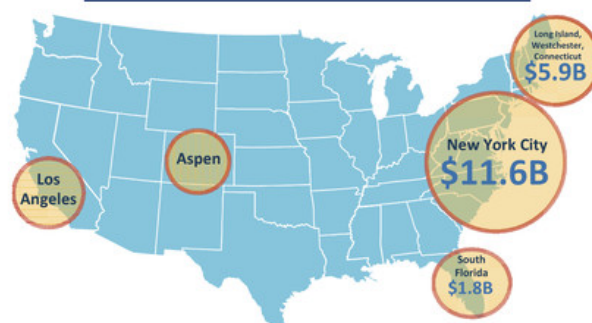 Long Island,
Westchester,
Connecticut
$5.9B
New York City
$11.6B
Aspen
Los
Angeles
South
Florida
$1.8B